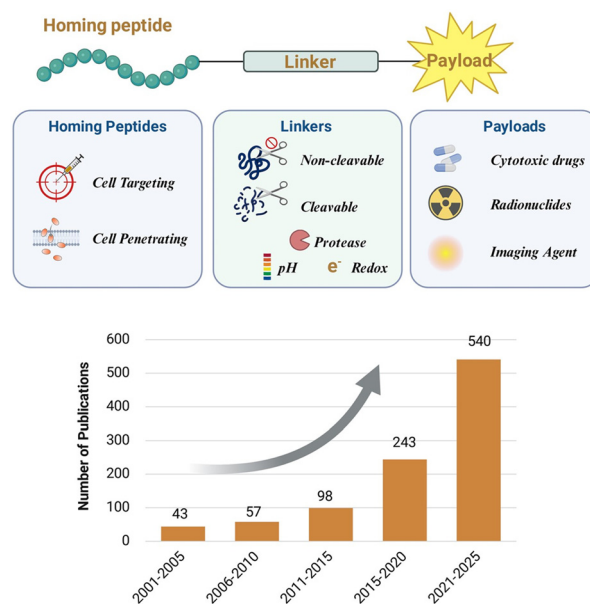 Homing peptide
Linker
Payload
Homing Peptides
Cell Targeting
Cell Penetrating
Linkers
Non-cleavable
Cleavable
Protease
pH
e- Redox
Payloads
Cytotoxic drugs
Radionuclides
Imaging Agent
Number of Publications
600
500
400
300
200
100
0
43
57
98
243
540
2001-2005
2006-2010
2011-2015
2015-2020
2021-2025